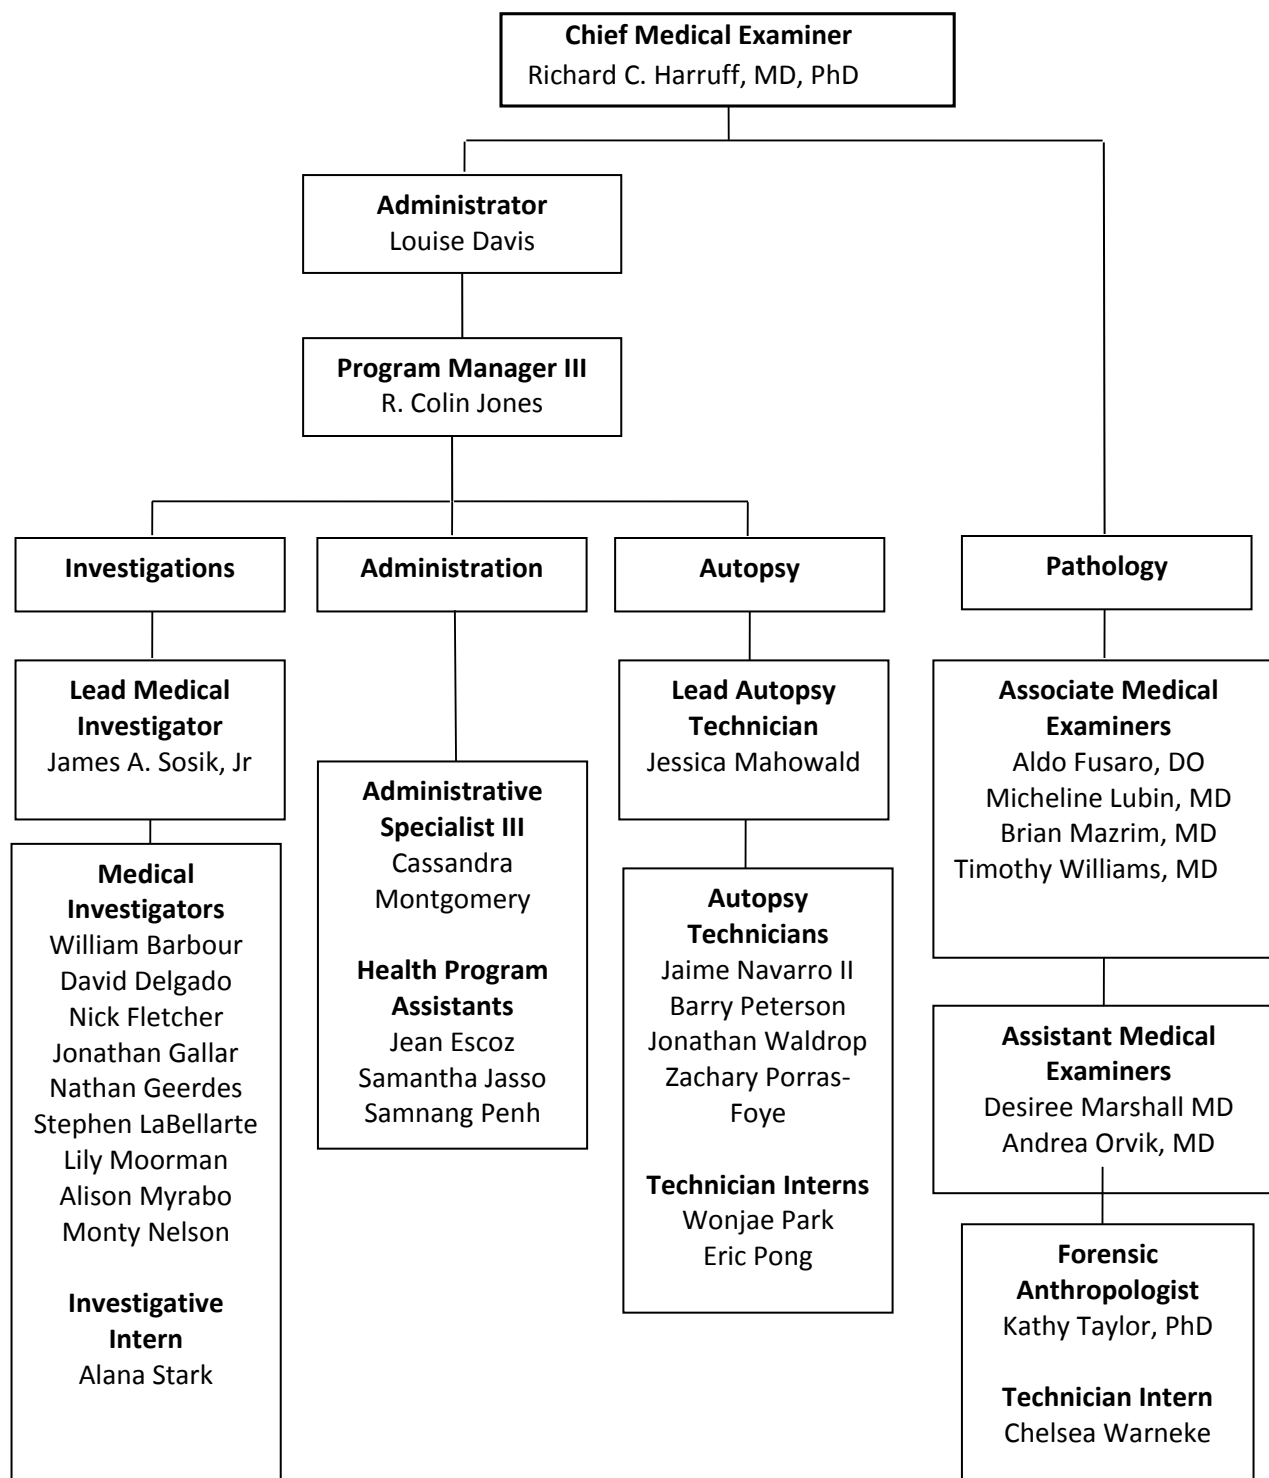 Chief Medical Examiner
Richard C. Harruff, MD, PhD
Administrator
Louise Davis
Program Manager III
R. Colin Jones
Investigations
Administration
Autopsy
Pathology
Lead Medical
Investigator
James A. Sosik, Jr
Medical
Investigators
William Barbour
David Delgado
Nick Fletcher
Jonathan Gallar
Nathan Geerdes
Stephen LaBellarte
Lily Moorman
Alison Myrabo
Monty Nelson
Investigative
Intern
Alana Stark
Administrative
Specialist III
Cassandra
Montgomery
Health Program
Assistants
Jean Escoz
Samantha Jasso
Samnang Penh
Lead Autopsy
Technician
Jessica Mahowald
Autopsy
Technicians
Jaime Navarro II
Barry Peterson
Jonathan Waldrop
Zachary Porras-
Foye
Technician Interns
Wonjae Park
Eric Pong
Associate Medical
Examiners
Aldo Fusaro, DO
Micheline Lubin, MD
Brian Mazrim, MD
Timothy Williams, MD
Assistant Medical
Examiners
Desiree Marshall MD
Andrea Orvik, MD
Forensic
Anthropologist
Kathy Taylor, PhD
Technician Intern
Chelsea Warneke